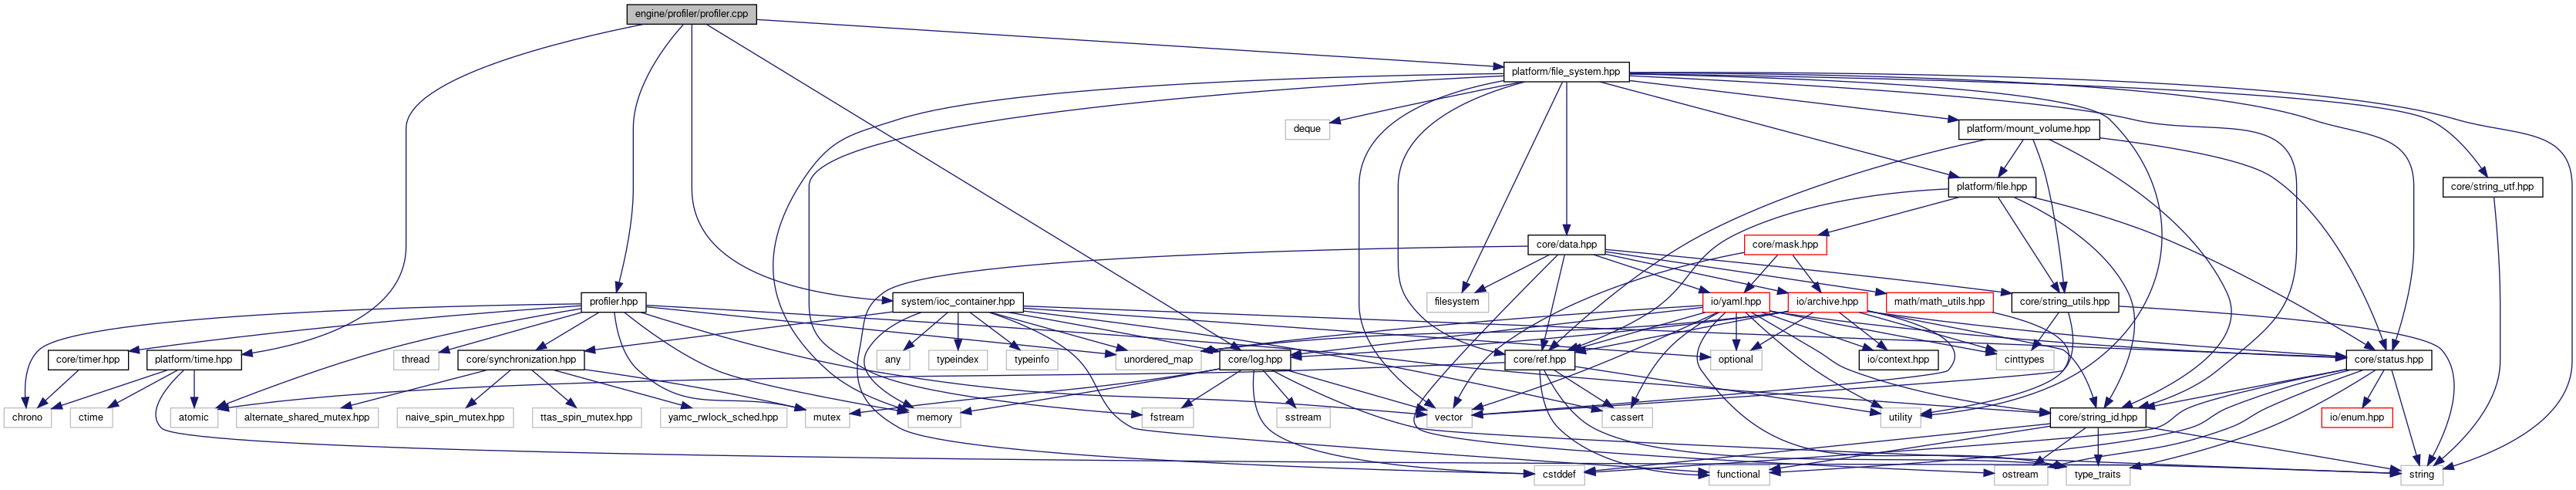 engine/profiler/profiler.cpp
platform/file_system.hpp
deque
platform/mount_volume.hpp
platform/file.hpp
core/string_utf.hpp
core/data.hpp
core/mask.hpp
profiler.hpp
system/ioc_container.hpp
filesystem
io/yaml.hpp
io/archive.hpp
math/math_utils.hpp
core/string_utils.hpp
core/timer.hpp
platform/time.hpp
thread
core/synchronization.hpp
any
typeindex
typeinfo
unordered_map
core/log.hpp
core/ref.hpp
optional
io/context.hpp
cinttypes
core/status.hpp
chrono
ctime
atomic
alternate_shared_mutex.hpp
naive_spin_mutex.hpp
ttas_spin_mutex.hpp
yamc_rwlock_sched.hpp
mutex
memory
fstream
sstream
vector
cassert
utility
core/string_id.hpp
io/enum.hpp
cstddef
functional
ostream
type_traits
string